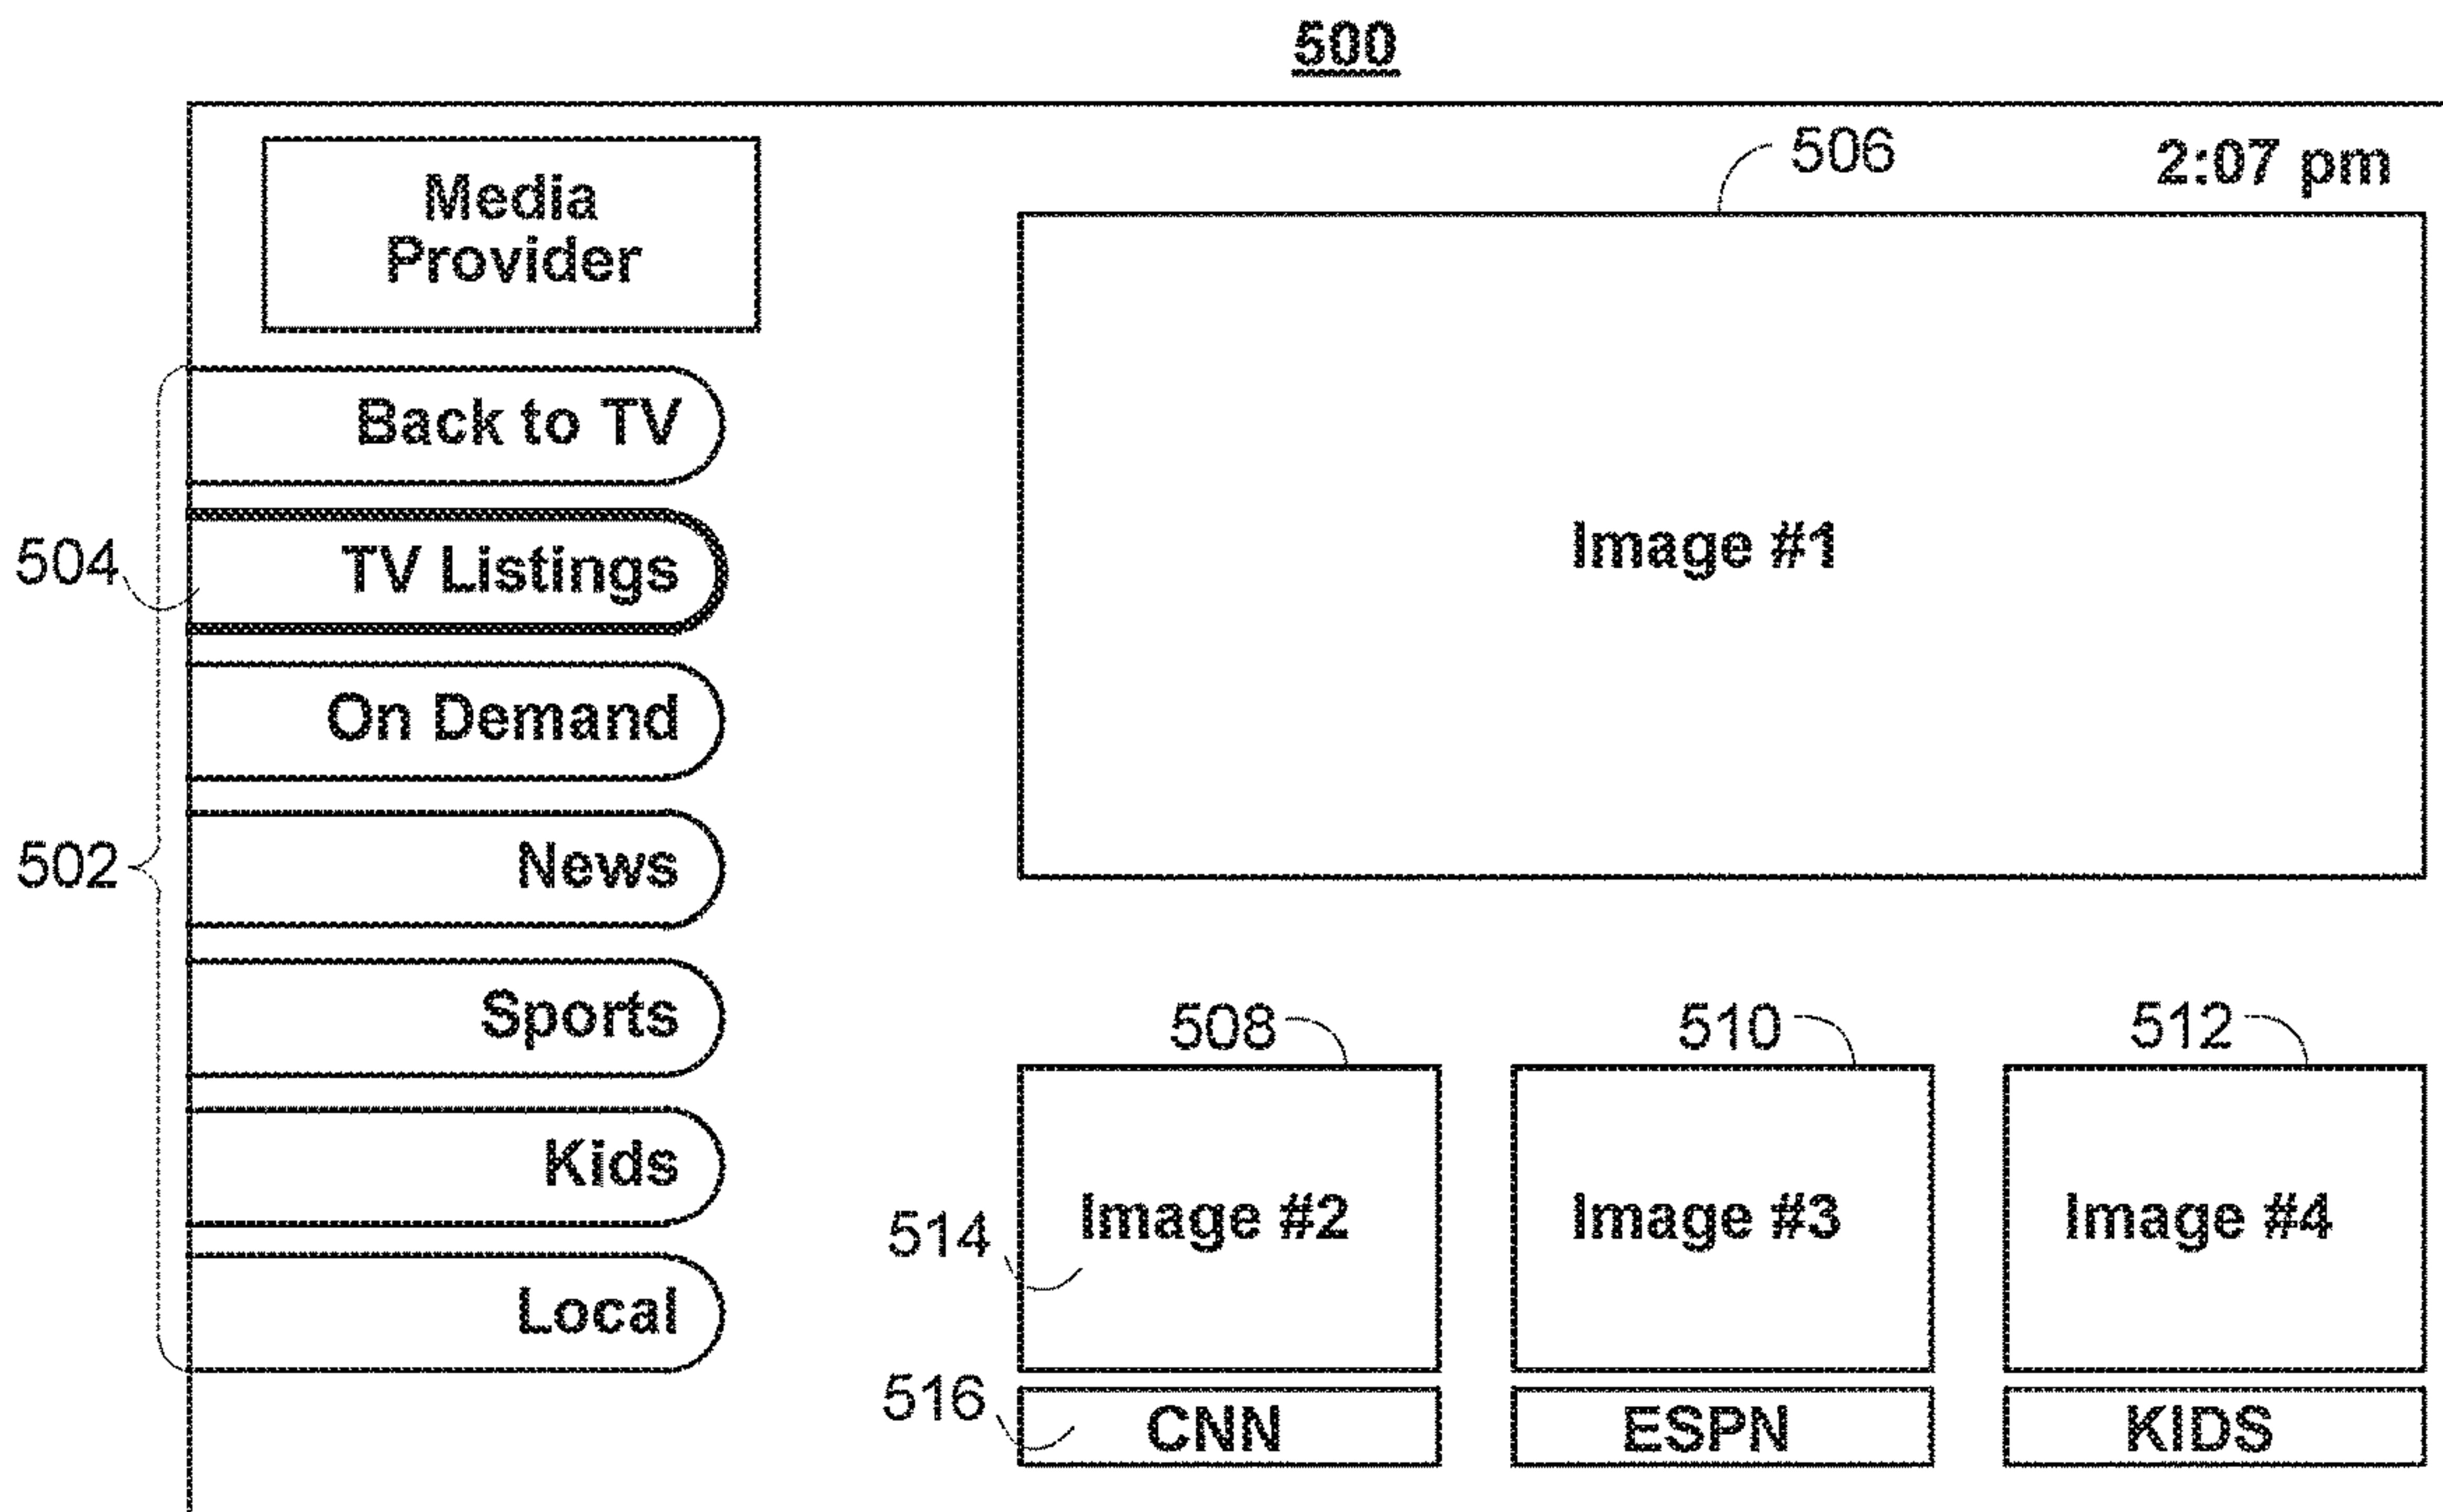 500
506
2:07 pm
Media
Provider
Back to TV
504
TV Listings
On Demand
502
News
Sports
Kids
Local
Image #1
508
510
512
514
Image #2
Image #3
Image #4
516
CNN
ESPN
KIDS